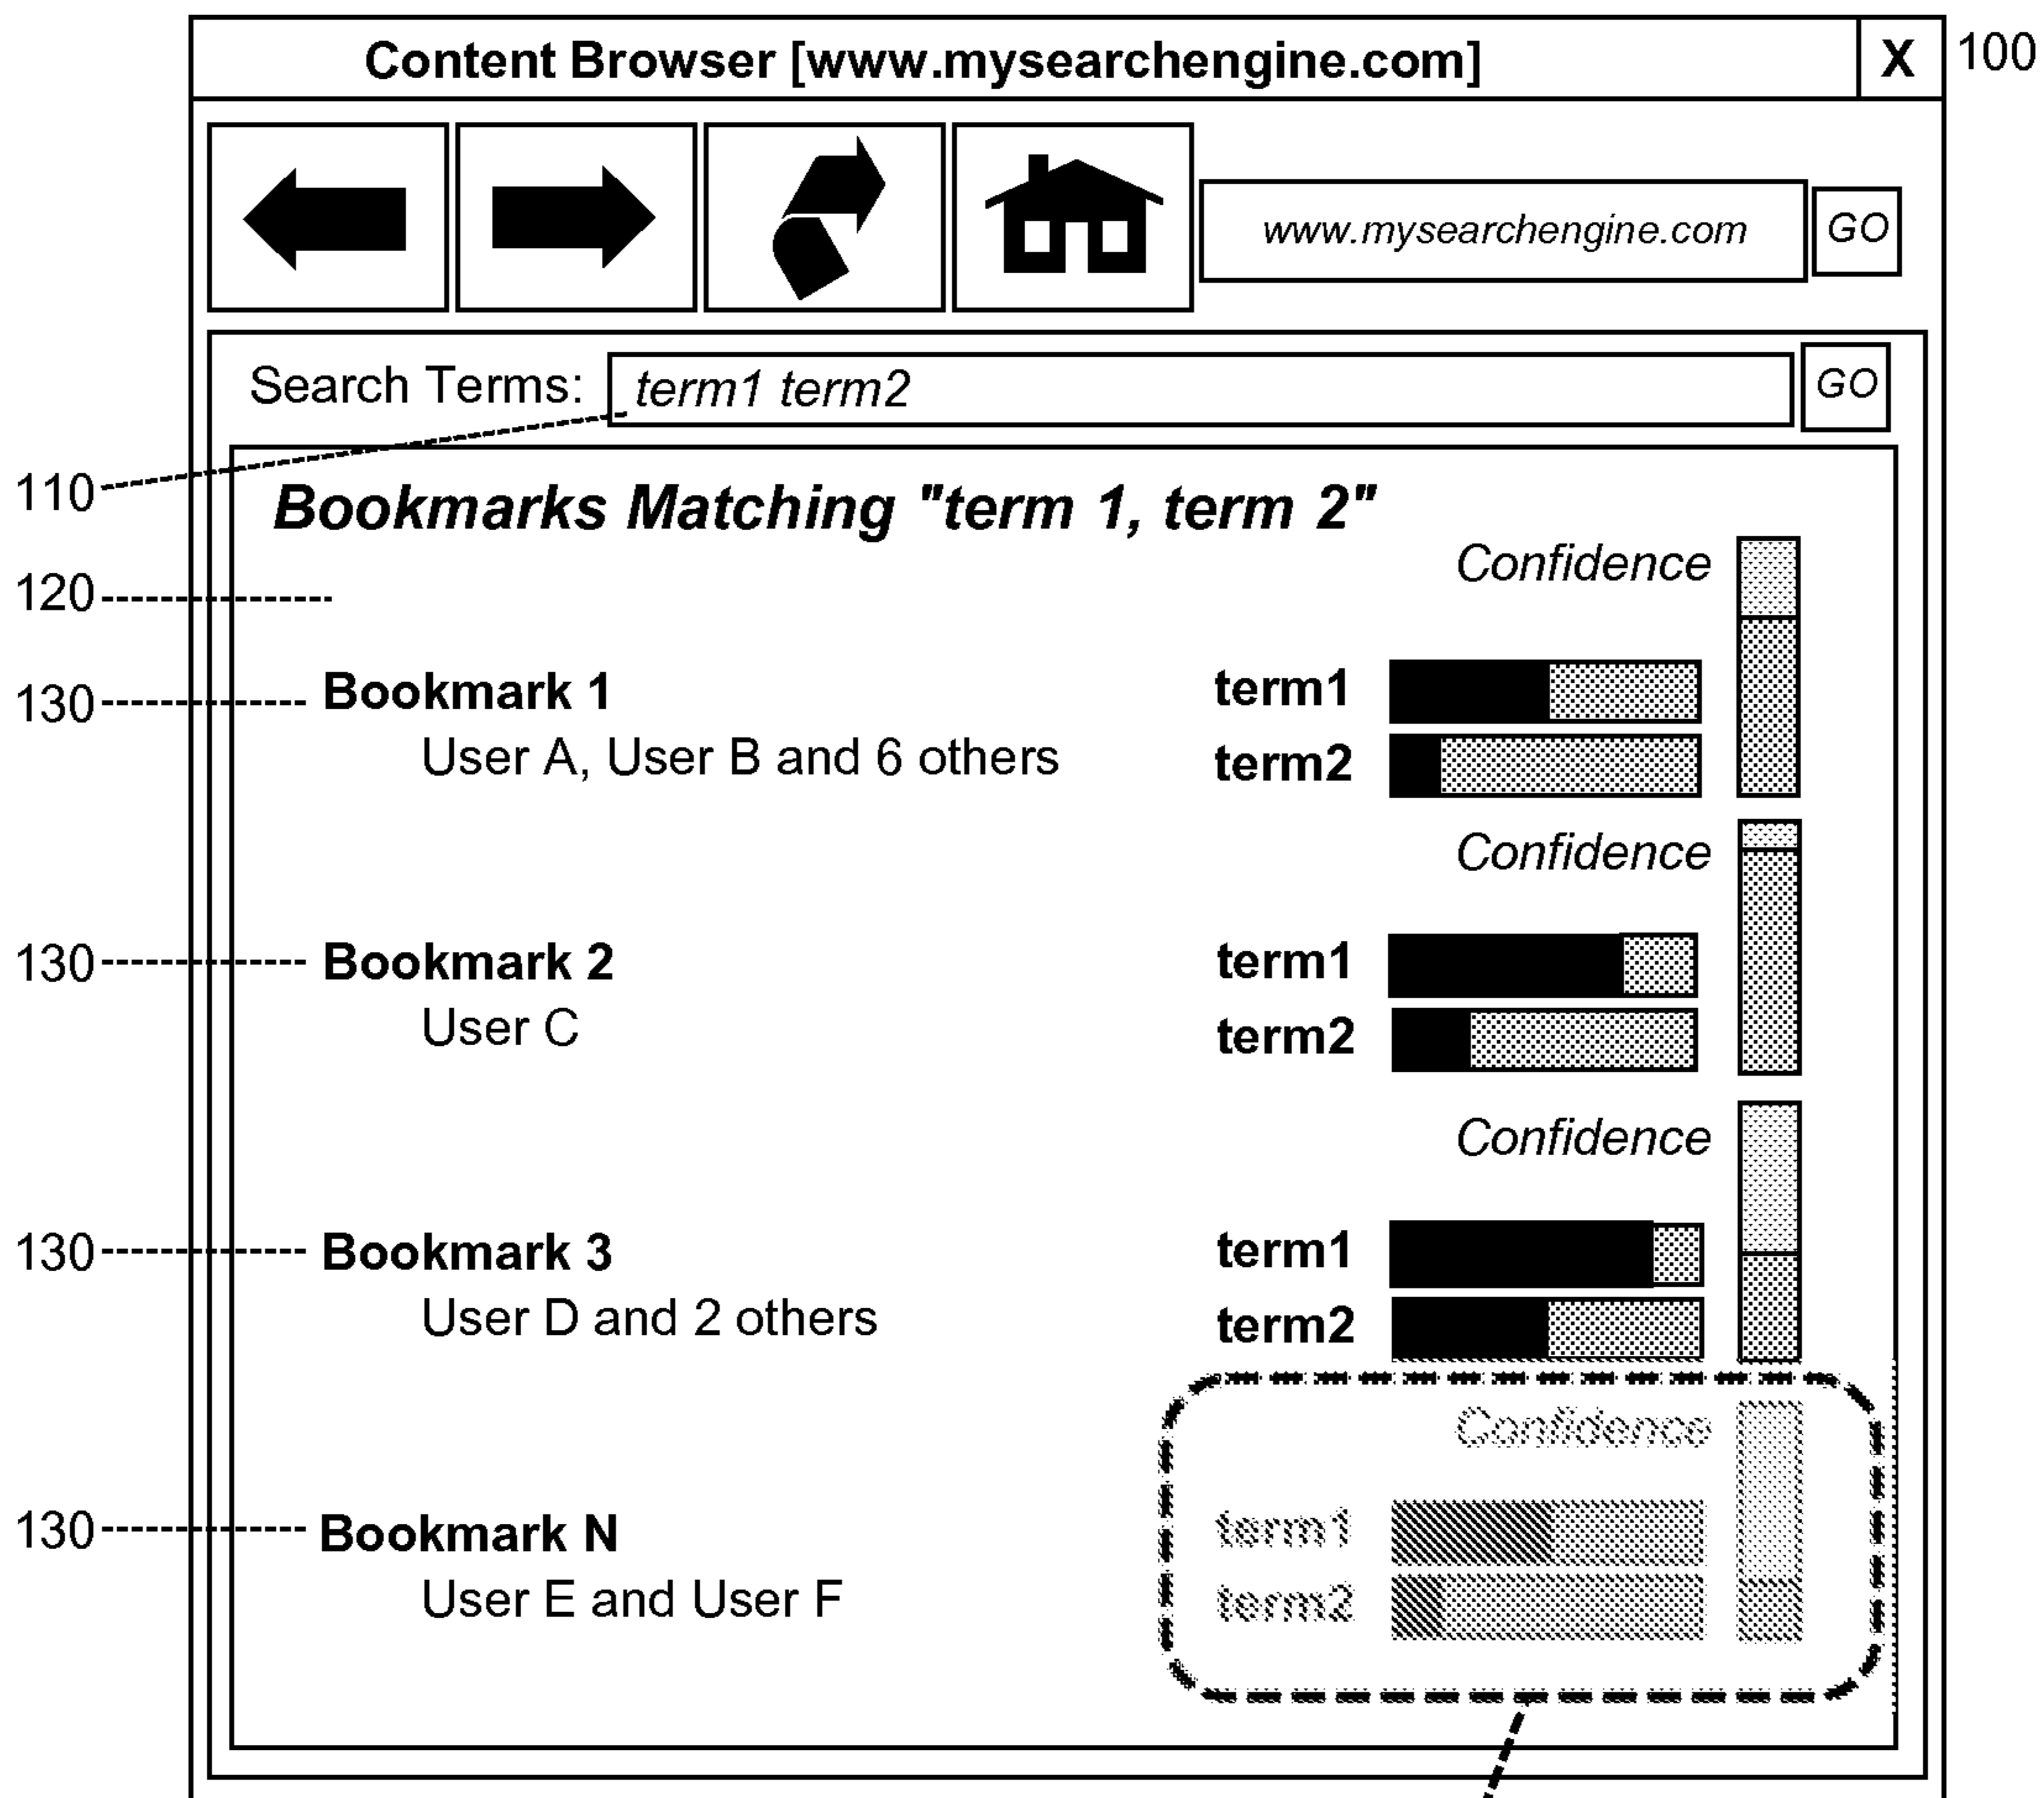 Content Browser [www.mysearchengine.com] X 100
www.mysearchengine.com GO
Search Terms: term1 term2 GO
110
Bookmarks Matching "term 1, term 2"
Confidence
120
130 Bookmark 1 term1
User A, User B and 6 others term2
Confidence
130 Bookmark 2 term1
User C term2
Confidence
130 Bookmark 3 term1
User D and 2 others term2
Confidence
130 Bookmark N term1
User E and User F term2